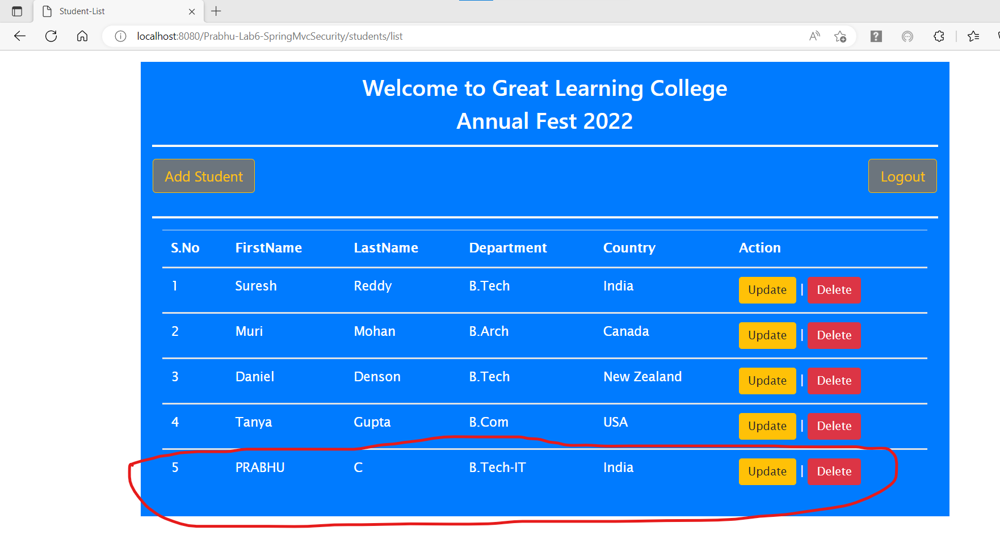 Student-List
localhost:8080/Prabhu-Lab6-SpringMvcSecurity/students/list
Welcome to Great Learning College
Annual Fest 2022
Add Student Logout
S.No FirstName LastName Department Country Action
1 Suresh Reddy B.Tech India Update | Delete
2 Muri Mohan B.Arch Canada Update | Delete
3 Daniel Denson B.Tech New Zealand Update | Delete
4 Tanya Gupta B.Com USA Update | Delete
5 PRABHU C B.Tech-IT India Update | Delete